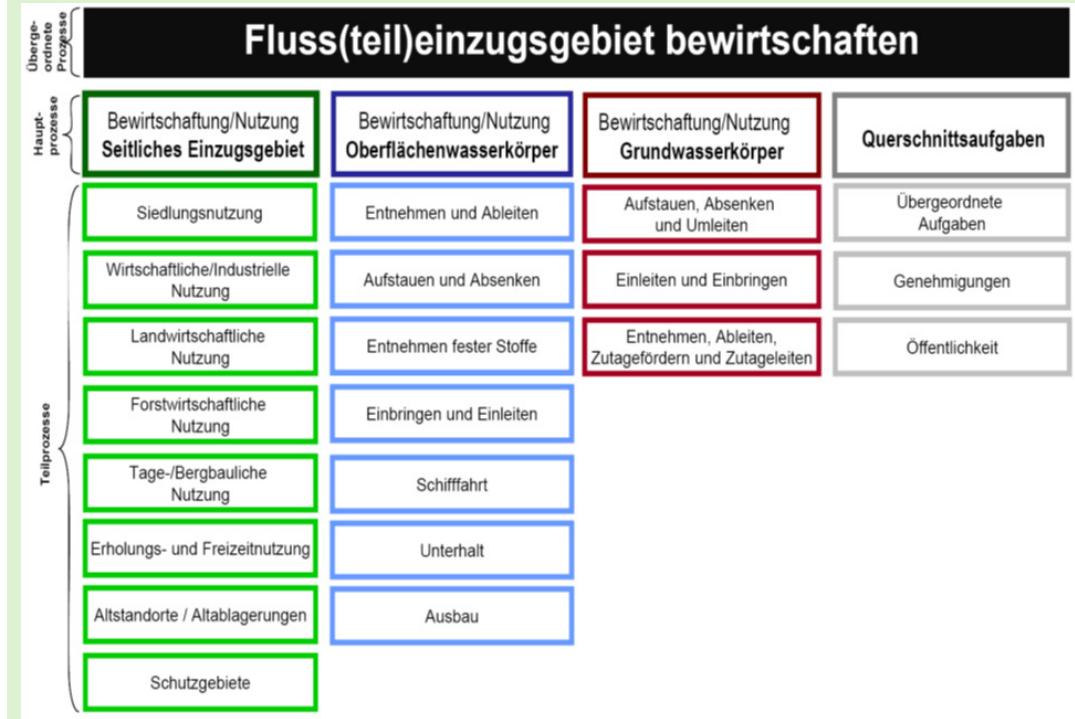 Überge-
ordnete
Prozesse
Fluss(teil)einzugsgebiet bewirtschaften
Haupt-
prozesse
Bewirtschaftung/Nutzung
Seitliches Einzugsgebiet
Bewirtschaftung/Nutzung
Oberflächenwasserkörper
Bewirtschaftung/Nutzung
Grundwasserkörper
Querschnittsaufgaben
Teilprozesse
Siedlungsnutzung
Wirtschaftliche/Industrielle
Nutzung
Landwirtschaftliche
Nutzung
Forstwirtschaftliche
Nutzung
Tage-/Bergbauliche
Nutzung
Erholungs- und Freizeitnutzung
Altstandorte / Altablagerungen
Schutzgebiete
Entnehmen und Ableiten
Aufstauen und Absenken
Entnehmen fester Stoffe
Einbringen und Einleiten
Schifffahrt
Unterhalt
Ausbau
Aufstauen, Absenken
und Umleiten
Einleiten und Einbringen
Entnehmen, Ableiten,
Zutagefördern und Zutageleiten
Übergeordnete
Aufgaben
Genehmigungen
Öffentlichkeit